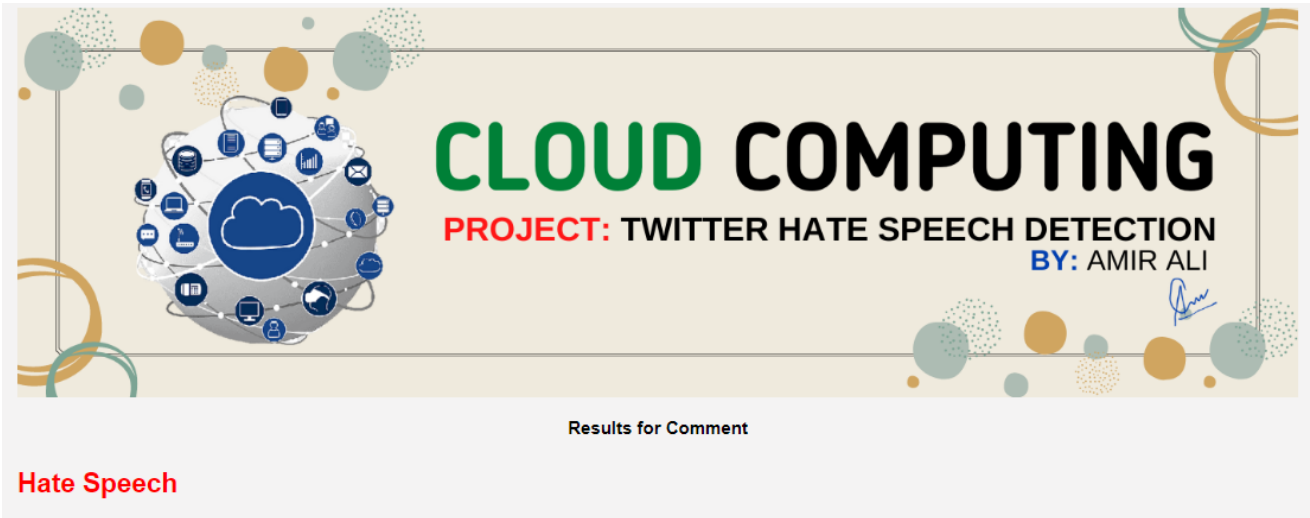 CLOUD COMPUTING
PROJECT: TWITTER HATE SPEECH DETECTION
BY: AMIR ALI
Results for Comment
Hate Speech